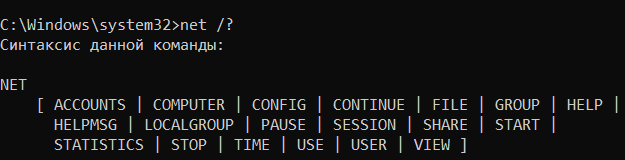 C:\Windows\system32>net /?
Синтаксис данной команды:
NET
[ ACCOUNTS | COMPUTER | CONFIG | CONTINUE | FILE | GROUP | HELP |
HELPMSG | LOCALGROUP | PAUSE | SESSION | SHARE | START |
STATISTICS | STOP | TIME | USE | USER | VIEW ]